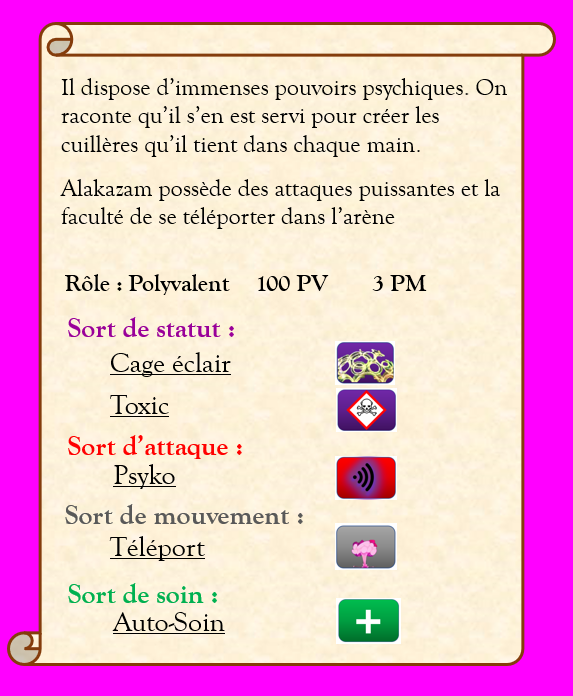 Il dispose d'immenses pouvoirs psychiques. On
raconte qu'il s'en est servi pour créer les
cuillères qu'il tient dans chaque main.
Alakazam possède des attaques puissantes et la
faculté de se téléporter dans l'arène
Rôle : Polyvalent 100 PV 3 PM
Sort de statut :
Cage éclair
Toxic
Sort d'attaque :
Psyko
Sort de mouvement :
Téléport
Sort de soin :
Auto-Soin